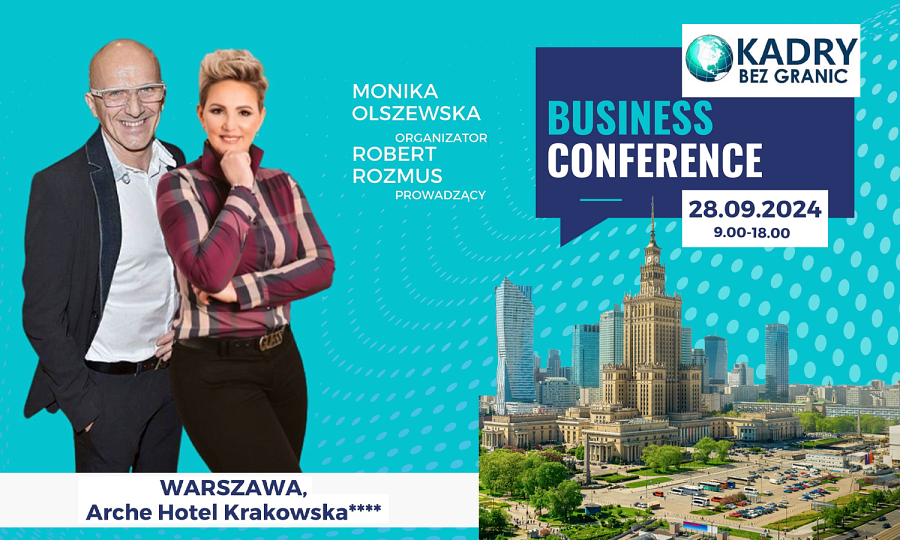 MONIKA
OLSZEWSKA
ORGANIZATOR
ROBERT
ROZMUS
PROWADZĄCY
KADRY
BEZ GRANIC
BUSINESS
CONFERENCE
28.09.2024
9.00-18.00
WARSZAWA,
Arche Hotel Krakowska****